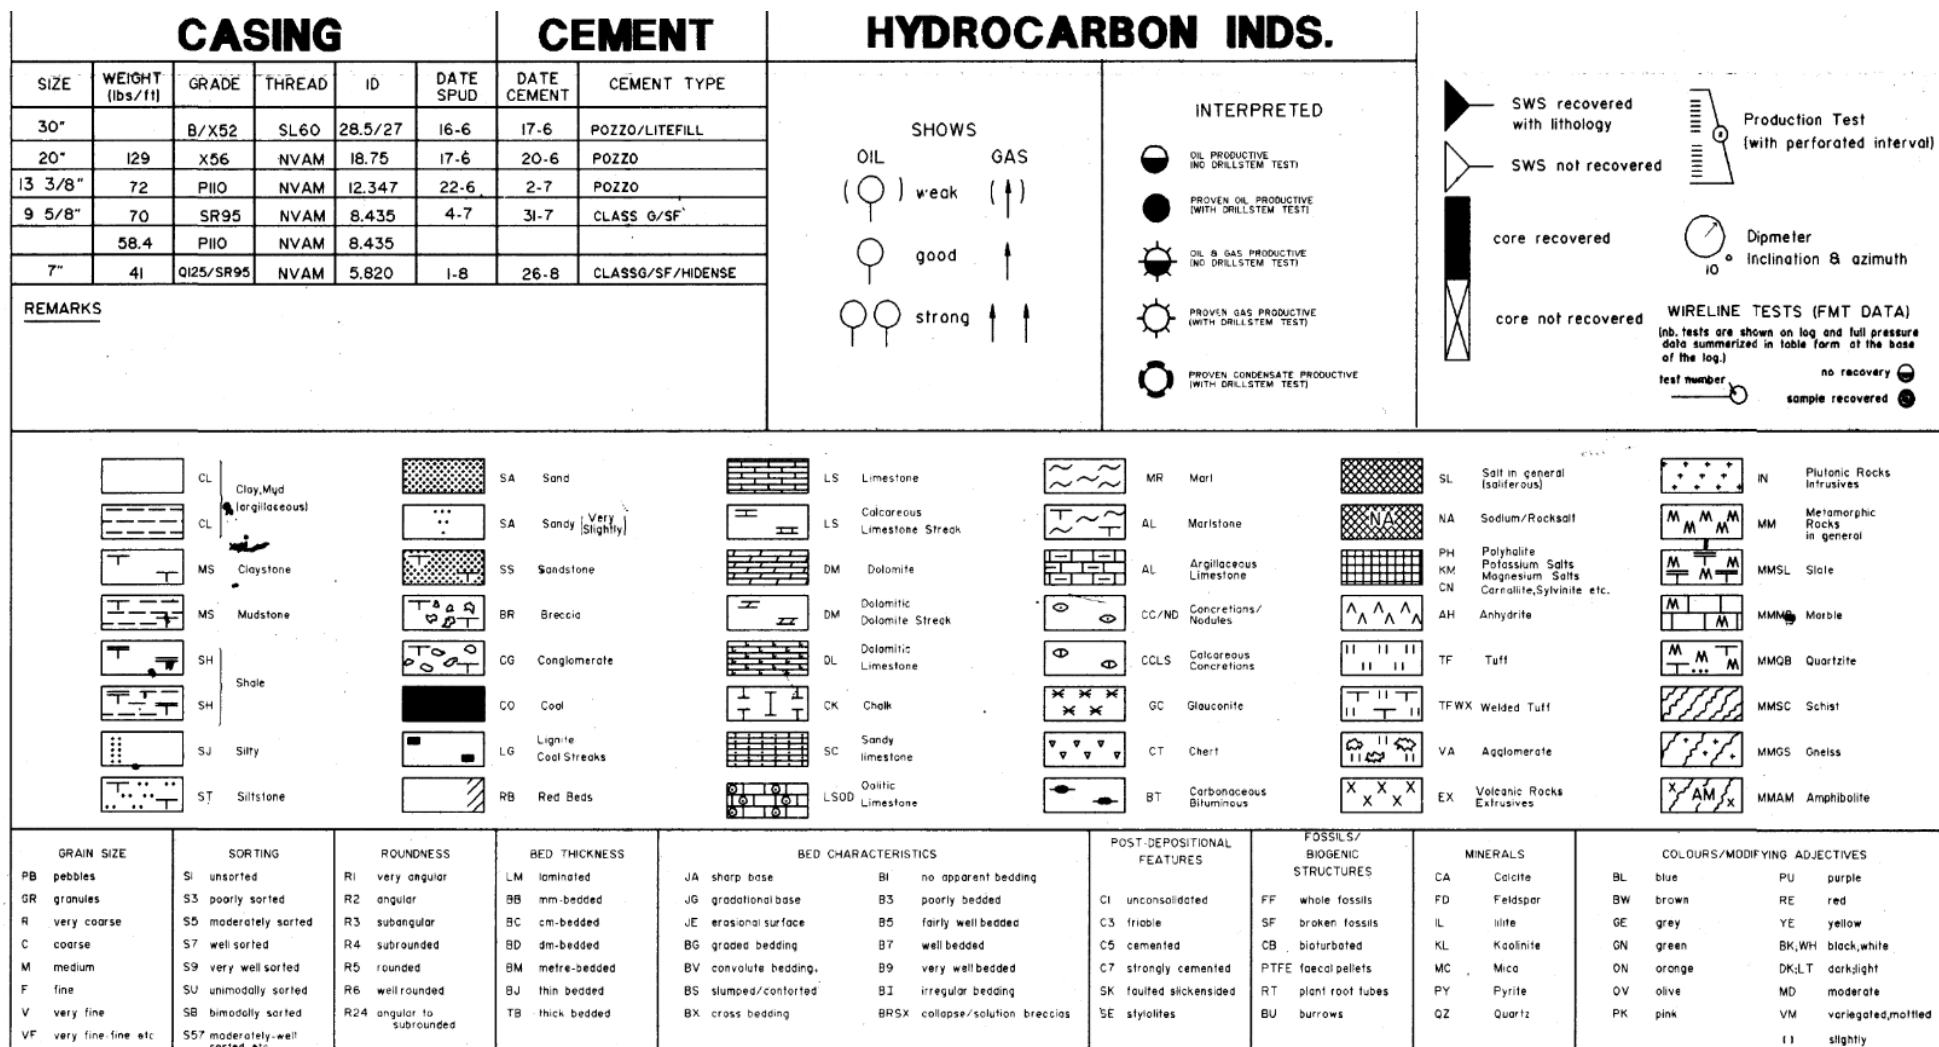 CASING
CEMENT
HYDROCARBON INDS.
SIZE WEIGHT (lbs/ft) GRADE THREAD ID DATE SPUD DATE CEMENT CEMENT TYPE
30" B/X52 SL60 28.5/27 16-6 17-6 POZZO/LITEFILL
20" 129 X56 NVAM 18.75 17-6 20-6 POZZO
13 3/8" 72 P110 NVAM 12.347 22-6 2-7 POZZO
9 5/8" 70 SR95 NVAM 8.435 4-7 31-7 CLASS G/SF
58.4 P110 NVAM 8.435
7" 41 Q125/SR95 NVAM 5.820 1-8 26-8 CLASSG/SF/HIDENSE
REMARKS
SHOWS
OIL GAS
weak
good
strong
INTERPRETED
OIL PRODUCTIVE
(NO DRILLSTEM TEST)
PROVEN OIL PRODUCTIVE
(WITH DRILLSTEM TEST)
OIL & GAS PRODUCTIVE
(NO DRILLSTEM TEST)
PROVEN GAS PRODUCTIVE
(WITH DRILLSTEM TEST)
PROVEN CONDENSATE PRODUCTIVE
(WITH DRILLSTEM TEST)
SWS recovered
with lithology
SWS not recovered
core recovered
core not recovered
Production Test
(with perforated interval)
Dipmeter
Inclination & azimuth
10°
WIRELINE TESTS (FMT DATA)
(nb. tests are shown on log and full pressure
data summarized in table form at the base
of the log.)
test number
no recovery
sample recovered
CL
CL
Clay,Mud
(argillaceous)
MS Claystone
MS Mudstone
SH
SH
Shale
SJ Silty
ST Siltstone
SA Sand
SA Sandy (Very Slightly)
SS Sandstone
BR Breccia
CG Conglomerate
CO Coal
LG Lignite
Coal Streaks
RB Red Beds
LS Limestone
LS Calcareous
Limestone Streak
DM Dolomite
DM Dolomitic
Dolomite Streak
DL Dolomitic
Limestone
CK Chalk
SC Sandy
limestone
LSOD Oolitic
Limestone
MR Marl
AL Marlstone
AL Argillaceous
Limestone
CC/ND Concretions/
Nodules
CCLS Calcareous
Concretions
GC Glauconite
CT Chert
BT Carbonaceous
Bituminous
SL Salt in general
(saliferous)
NA
NA Sodium/Rocksalt
PH Polyhalite
KM Potassium Salts
Magnesium Salts
CN Carnallite,Sylvinite etc.
AH Anhydrite
TF Tuff
TFWX Welded Tuff
VA Agglomerate
EX Volcanic Rocks
Extrusives
IN Plutonic Rocks
Intrusives
MM Metamorphic
Rocks
in general
MMSL Slate
Marble
MMQB Quartzite
MMSC Schist
MMGS Gneiss
AM
MMAM Amphibolite
GRAIN SIZE
PB pebbles
GR granules
R very coarse
C coarse
M medium
F fine
V very fine
VF very fine-fine etc
SORTING
S1 unsorted
S3 poorly sorted
S5 moderately sorted
S7 well sorted
S9 very well sorted
SU unimodally sorted
SB bimodally sorted
S57 moderately-well
sorted etc
ROUNDNESS
R1 very angular
R2 angular
R3 subangular
R4 subrounded
R5 rounded
R6 well rounded
R24 angular to
subrounded
BED THICKNESS
LM laminated
BB mm-bedded
BC cm-bedded
BD dm-bedded
BM metre-bedded
BJ thin bedded
TB thick bedded
BED CHARACTERISTICS
JA sharp base
JG gradational base
JE erosional surface
BG graded bedding
BV convolute bedding.
BS slumped/contorted
BX cross bedding
B1 no apparent bedding
B3 poorly bedded
B5 fairly well bedded
B7 well bedded
B9 very well bedded
BI irregular bedding
BRSX collapse/solution breccias
POST-DEPOSITIONAL
FEATURES
C1 unconsolidated
C3 friable
C5 cemented
C7 strongly cemented
SK faulted slickensided
SE stylolites
FOSSILS/
BIOGENIC
STRUCTURES
FF whole fossils
SF broken fossils
CB bioturbated
PTFE faecal pellets
RT plant root tubes
BU burrows
MINERALS
CA Calcite
FD Feldspar
IL Illite
KL Kaolinite
MC Mica
PY Pyrite
QZ Quartz
COLOURS/MODIFYING ADJECTIVES
BL blue
BW brown
GE grey
GN green
ON orange
OV olive
PK pink
PU purple
RE red
YE yellow
BK,WH black,white
DK;LT dark;light
MD moderate
VM variegated,mottled
( ) slightly